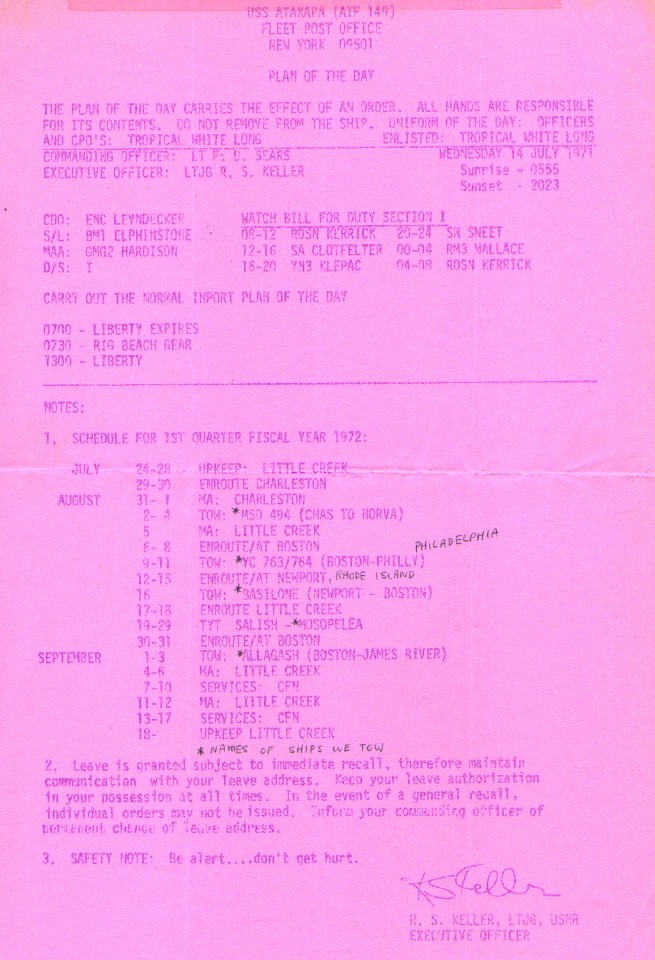 USS ATAKAPA (ATF 149)
FLEET POST OFFICE
NEW YORK 09501
PLAN OF THE DAY
THE PLAN OF THE DAY CARRIES THE EFFECT OF AN ORDER. ALL HANDS ARE RESPONSIBLE
FOR ITS CONTENTS. DO NOT REMOVE FROM THE SHIP. UNIFORM OF THE DAY: OFFICERS
AND CPO'S: TROPICAL WHITE LONG ENLISTED: TROPICAL WHITE LONG
COMMANDING OFFICER: LT F. D. SEARS WEDNESDAY 14 JULY 1971
EXECUTIVE OFFICER: LTJG R. S. KELLER Sunrise - 0555
Sunset - 2023
CDO: ENC LEYNDECKER WATCH BILL FOR DUTY SECTION I
S/L: BM1 ELPHINSTONE 08-12 RDSN KERRICK 20-24 SN SWEET
MAA: GMG2 HARDISON 12-16 SA CLOTFELTER 00-04 RM3 WALLACE
D/S: I 16-20 YN3 KLEPAC 04-08 RDSN KERRICK
CARRY OUT THE NORMAL INPORT PLAN OF THE DAY
0700 - LIBERTY EXPIRES
0730 - RIG BEACH GEAR
1300 - LIBERTY
NOTES:
1. SCHEDULE FOR 1ST QUARTER FISCAL YEAR 1972:
JULY 24-28 UPKEEP: LITTLE CREEK
29-30 ENROUTE CHARLESTON
AUGUST 31- 1 MA: CHARLESTON
2- 4 TOW: *MSO 494 (CHAS TO NORVA)
5 MA: LITTLE CREEK
6- 8 ENROUTE/AT BOSTON PHILADELPHIA
9-11 TOW: *YC 763/764 (BOSTON-PHILLY)
12-15 ENROUTE/AT NEWPORT, RHODE ISLAND
16 TOW: *BASILONE (NEWPORT - BOSTON)
17-18 ENROUTE LITTLE CREEK
19-29 TYT SALISH -*MOSOPELEA
30-31 ENROUTE/AT BOSTON
SEPTEMBER 1-3 TOW: *ALLAGASH (BOSTON-JAMES RIVER)
4-6 MA: LITTLE CREEK
7-10 SERVICES: CFN
11-12 MA: LITTLE CREEK
13-17 SERVICES: CFN
18- UPKEEP LITTLE CREEK
* NAMES OF SHIPS WE TOW
2. Leave is granted subject to immediate recall, therefore maintain
communication with your leave address. Keep your leave authorization
in your possession at all times. In the event of a general recall,
individual orders may not be issued. Inform your commanding officer of
permanent change of leave address.
3. SAFETY NOTE: Be alert....don't get hurt.
RS Keller
R. S. KELLER, LTJG, USNR
EXECUTIVE OFFICER